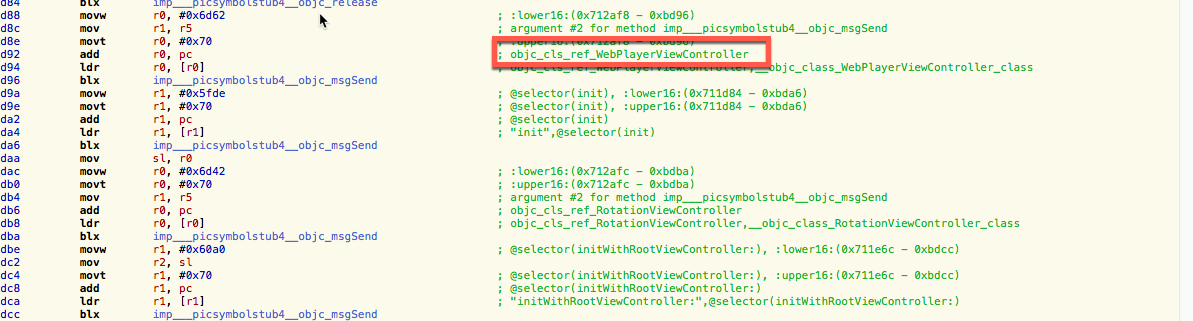 d84 blx imp___picsymbolstub4__objc_release
d88 movw r0, #0x6d62 ; :lower16:(0x712af8 - 0xbd96)
d8c mov r1, r5 ; argument #2 for method imp___picsymbolstub4__objc_msgSend
d8e movt r0, #0x70 ; :upper16:(0x712af8 - 0xbd96)
d92 add r0, pc ; objc_cls_ref_WebPlayerViewController
d94 ldr r0, [r0] ; objc_cls_ref_WebPlayerViewController,__objc_class_WebPlayerViewController_class
d96 blx imp___picsymbolstub4__objc_msgSend
d9a movw r1, #0x5fde ; @selector(init), :lower16:(0x711d84 - 0xbda6)
d9e movt r1, #0x70 ; @selector(init), :upper16:(0x711d84 - 0xbda6)
da2 add r1, pc ; @selector(init)
da4 ldr r1, [r1] ; "init",@selector(init)
da6 blx imp___picsymbolstub4__objc_msgSend
daa mov sl, r0
dac movw r0, #0x6d42 ; :lower16:(0x712afc - 0xbdba)
db0 movt r0, #0x70 ; :upper16:(0x712afc - 0xbdba)
db4 mov r1, r5 ; argument #2 for method imp___picsymbolstub4__objc_msgSend
db6 add r0, pc ; objc_cls_ref_RotationViewController
db8 ldr r0, [r0] ; objc_cls_ref_RotationViewController,__objc_class_RotationViewController_class
dba blx imp___picsymbolstub4__objc_msgSend
dbe movw r1, #0x60a0 ; @selector(initWithRootViewController:), :lower16:(0x711e6c - 0xbdcc)
dc2 mov r2, sl
dc4 movt r1, #0x70 ; @selector(initWithRootViewController:), :upper16:(0x711e6c - 0xbdcc)
dc8 add r1, pc ; @selector(initWithRootViewController:)
dca ldr r1, [r1] ; "initWithRootViewController:",@selector(initWithRootViewController:)
dcc blx imp___picsymbolstub4__objc_msgSend